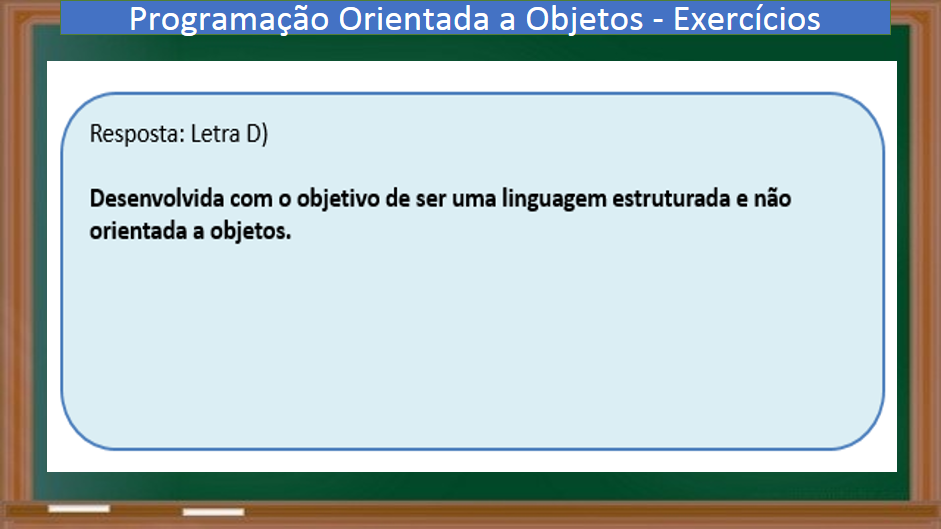 Programação Orientada a Objetos - Exercícios
Resposta: Letra D)
Desenvolvida com o objetivo de ser uma linguagem estruturada e não
orientada a objetos.